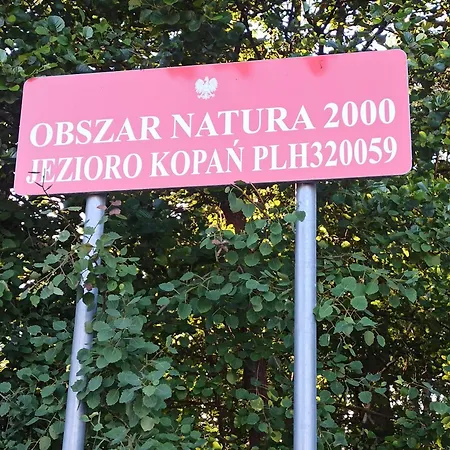 OBSZAR NATURA 2000
JEZIORO KOPAŃ PLH320059